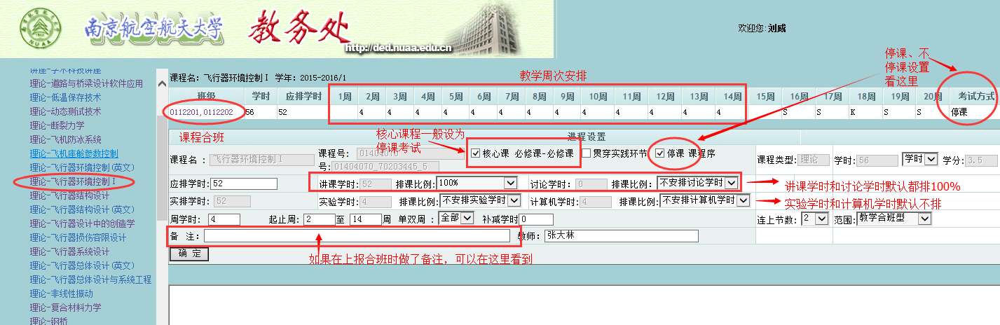 南京航空航天大学 教务处
http://ded.nuaa.edu.cn
欢迎您:刘威
停课、不
停课设置
看这里
讲座-学术科技讲座
理论-道路与桥梁设计软件应用
理论-低温保存技术
理论-动态测试技术
理论-断裂力学
理论-飞机防冰系统
理论-飞机座舱参数控制
理论-飞行器环境控制(英文)
理论-飞行器环境控制Ⅰ
理论-飞行器结构设计
理论-飞行器结构设计(英文)
理论-飞行器设计中的创造学
理论-飞行器损伤容限设计
理论-飞行器系统设计
理论-飞行器总体设计(英文)
理论-飞行器总体设计与系统工程
理论-非线性振动
理论-复合材料力学
理论-钢桥
课程名：飞行器环境控制Ⅰ 学年：2015-2016/1
教学周次安排
班级 学时 应排学时 1周 2周 3周 4周 5周 6周 7周 8周 9周 10周 11周 12周 13周 14周 15周 16周 17周 18周 19周 20周 考试方式
0112201,0112202 56 52 4 4 4 4 4 4 4 4 4 4 4 4 4 S S K S S 停课
课程合班 进程设置
核心课程一般设为
停课考试
课程名 : 飞行器环境控制Ⅰ 课程号: 01404070 核心课 必修课-必修课 贯穿实践环节 停课 课程序
号:01404070_70203445_5
课程类型:理论 学时:56 学时 学分:3.5
应排学时:52 讲课学时:52 排课比例:100% 讨论学时: 0 排课比例:不安排讨论学时
讲课学时和讨论学时默认都排100%
实排学时:52 实验学时:4 排课比例:不安排实验学时 计算机学时:4 排课比例:不安排计算机学时
实验学时和计算机学时默认不排
周学时: 4 起止周: 2 至 14 周 单双周 : 全部 补减学时0 连上节数: 2 范围:教学合班型
备 注: 教师: 张大林
确 定
如果在上报合班时做了备注，可以在这里看到